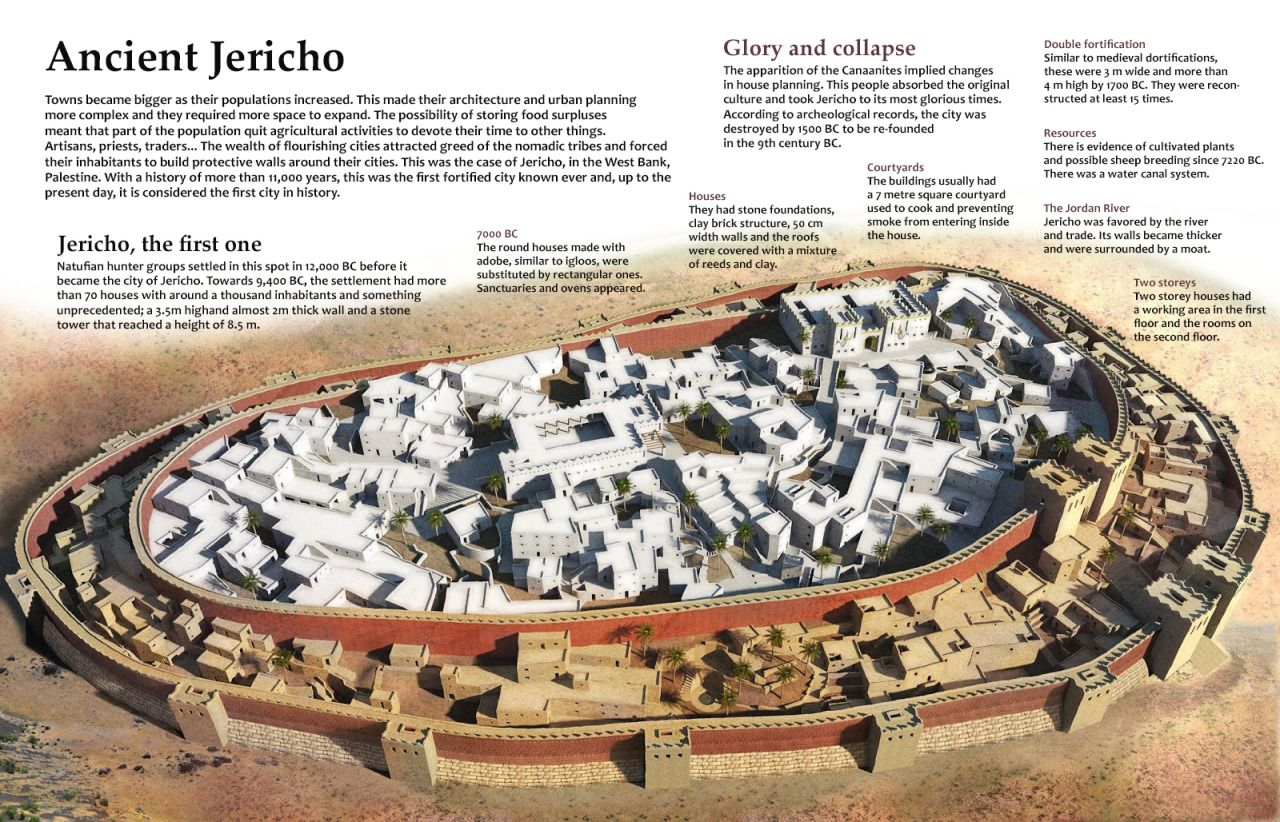 Ancient Jericho
Towns became bigger as their populations increased. This made their architecture and urban planning
more complex and they required more space to expand. The possibility of storing food surpluses
meant that part of the population quit agricultural activities to devote their time to other things.
Artisans, priests, traders... The wealth of flourishing cities attracted greed of the nomadic tribes and forced
their inhabitants to build protective walls around their cities. This was the case of Jericho, in the West Bank,
Palestine. With a history of more than 11,000 years, this was the first fortified city known ever and, up to the
present day, it is considered the first city in history.
Jericho, the first one
Natufian hunter groups settled in this spot in 12,000 BC before it
became the city of Jericho. Towards 9,400 BC, the settlement had more
than 70 houses with around a thousand inhabitants and something
unprecedented; a 3.5m highand almost 2m thick wall and a stone
tower that reached a height of 8.5 m.
7000 BC
The round houses made with
adobe, similar to igloos, were
substituted by rectangular ones.
Sanctuaries and ovens appeared.
Glory and collapse
The apparition of the Canaanites implied changes
in house planning. This people absorbed the original
culture and took Jericho to its most glorious times.
According to archeological records, the city was
destroyed by 1500 BC to be re-founded
in the 9th century BC.
Houses
They had stone foundations,
clay brick structure, 50 cm
width walls and the roofs
were covered with a mixture
of reeds and clay.
Courtyards
The buildings usually had
a 7 metre square courtyard
used to cook and preventing
smoke from entering inside
the house.
Double fortification
Similar to medieval dortifications,
these were 3 m wide and more than
4 m high by 1700 BC. They were recon-
structed at least 15 times.
Resources
There is evidence of cultivated plants
and possible sheep breeding since 7220 BC.
There was a water canal system.
The Jordan River
Jericho was favored by the river
and trade. Its walls became thicker
and were surrounded by a moat.
Two storeys
Two storey houses had
a working area in the first
floor and the rooms on
the second floor.